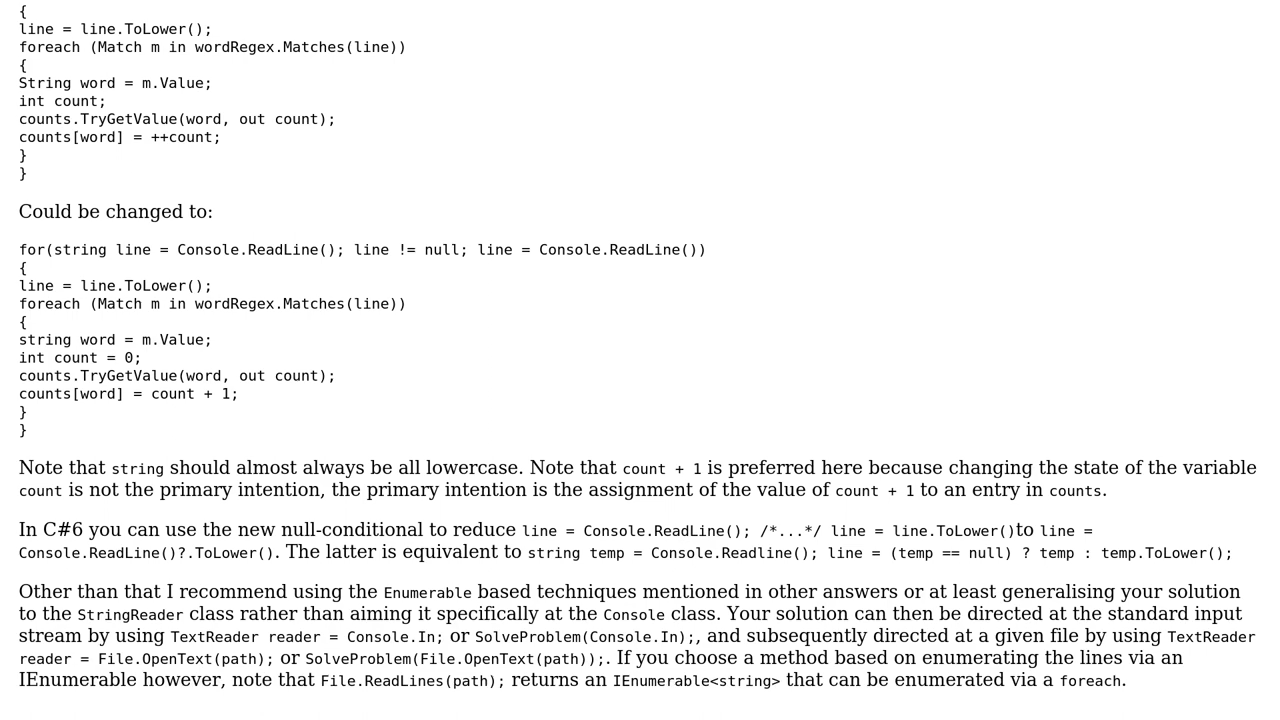 {
line = line.ToLower();
foreach (Match m in wordRegex.Matches(line))
{
String word = m.Value;
int count;
counts.TryGetValue(word, out count);
counts[word] = ++count;
}
}
Could be changed to:
for(string line = Console.ReadLine(); line != null; line = Console.ReadLine())
{
line = line.ToLower();
foreach (Match m in wordRegex.Matches(line))
{
string word = m.Value;
int count = 0;
counts.TryGetValue(word, out count);
counts[word] = count + 1;
}
}
Note that string should almost always be all lowercase. Note that count + 1 is preferred here because changing the state of the variable
count is not the primary intention, the primary intention is the assignment of the value of count + 1 to an entry in counts.
In C#6 you can use the new null-conditional to reduce line = Console.ReadLine(); /*...*/ line = line.ToLower()to line =
Console.ReadLine()?.ToLower(). The latter is equivalent to string temp = Console.Readline(); line = (temp == null) ? temp : temp.ToLower();
Other than that I recommend using the Enumerable based techniques mentioned in other answers or at least generalising your solution
to the StringReader class rather than aiming it specifically at the Console class. Your solution can then be directed at the standard input
stream by using TextReader reader = Console.In; or SolveProblem(Console.In);, and subsequently directed at a given file by using TextReader
reader = File.OpenText(path); or SolveProblem(File.OpenText(path));. If you choose a method based on enumerating the lines via an
IEnumerable however, note that File.ReadLines(path); returns an IEnumerable<string> that can be enumerated via a foreach.